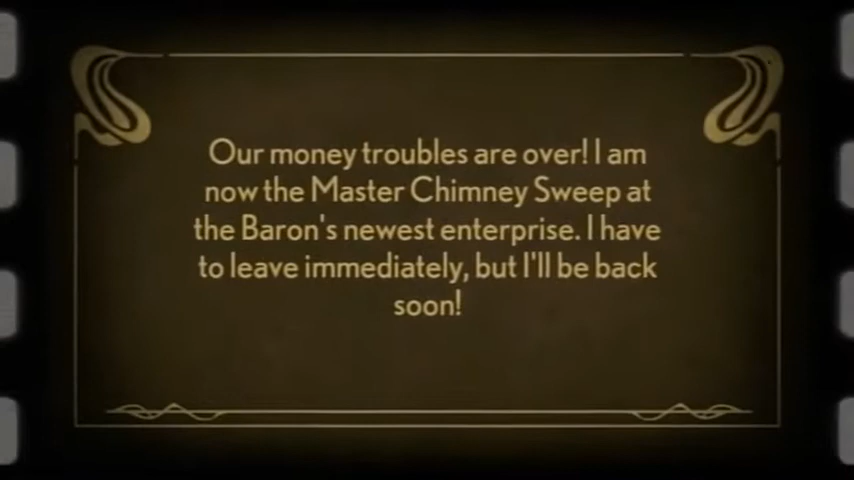 Our money troubles are over! I am
now the Master Chimney Sweep at
the Baron's newest enterprise. I have
to leave immediately, but I'll be back
soon!